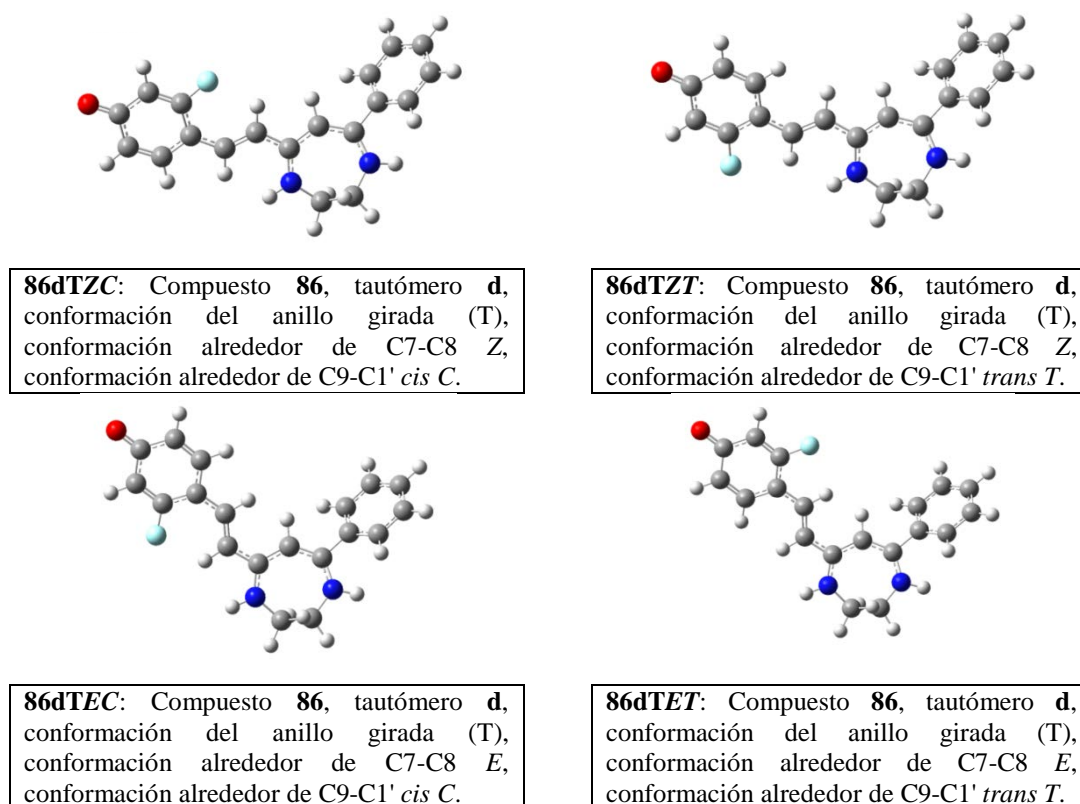 86dTZC: Compuesto 86, tautómero d,
conformación del anillo girada (T),
conformación alrededor de C7-C8 Z,
conformación alrededor de C9-C1' cis C.
86dTZT: Compuesto 86, tautómero d,
conformación del anillo girada (T),
conformación alrededor de C7-C8 Z,
conformación alrededor de C9-C1' trans T.
86dTEC: Compuesto 86, tautómero d,
conformación del anillo girada (T),
conformación alrededor de C7-C8 E,
conformación alrededor de C9-C1' cis C.
86dTET: Compuesto 86, tautómero d,
conformación del anillo girada (T),
conformación alrededor de C7-C8 E,
conformación alrededor de C9-C1' trans T.